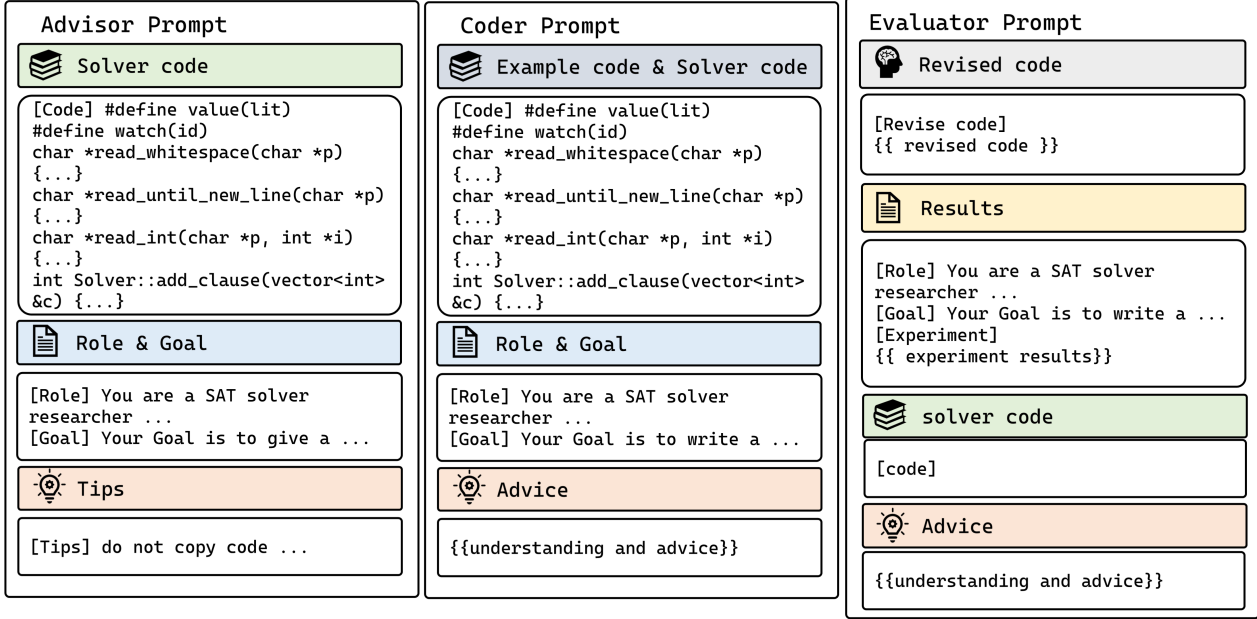 Advisor Prompt
Solver code
[Code] #define value(lit)
#define watch(id)
char *read_whitespace(char *p)
{...}
char *read_until_new_line(char *p)
{...}
char *read_int(char *p, int *i)
{...}
int Solver::add_clause(vector<int>
&c) {...}
Role & Goal
[Role] You are a SAT solver
researcher ...
[Goal] Your Goal is to give a ...
Tips
[Tips] do not copy code ...
Coder Prompt
Example code & Solver code
[Code] #define value(lit)
#define watch(id)
char *read_whitespace(char *p)
{...}
char *read_until_new_line(char *p)
{...}
char *read_int(char *p, int *i)
{...}
int Solver::add_clause(vector<int>
&c) {...}
Role & Goal
[Role] You are a SAT solver
researcher ...
[Goal] Your Goal is to write a ...
Advice
{{understanding and advice}}
Evaluator Prompt
Revised code
[Revise code]
{{ revised code }}
Results
[Role] You are a SAT solver
researcher ...
[Goal] Your Goal is to write a ...
[Experiment]
{{ experiment results}}
solver code
[code]
Advice
{{understanding and advice}}